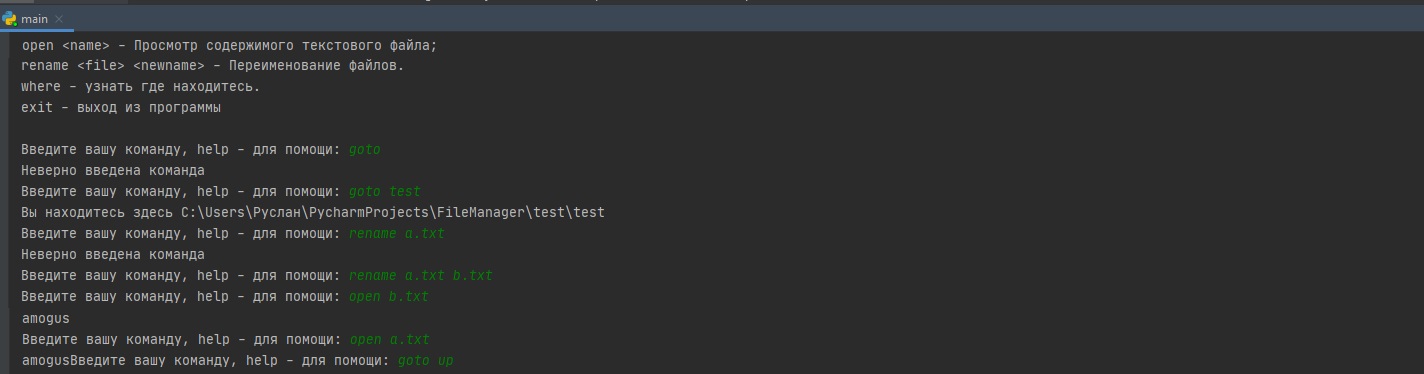 main
open <name> – Просмотр содержимого текстового файла;
rename <file> <newname> – Переименование файлов.
where – узнать где находитесь.
exit – выход из программы
Введите вашу команду, help – для помощи: goto
Неверно введена команда
Введите вашу команду, help – для помощи: goto test
Вы находитесь здесь C:\Users\Руслан\PycharmProjects\FileManager\test\test
Введите вашу команду, help – для помощи: rename a.txt
Неверно введена команда
Введите вашу команду, help – для помощи: rename a.txt b.txt
Введите вашу команду, help – для помощи: open b.txt
amogus
Введите вашу команду, help – для помощи: open a.txt
amogusВведите вашу команду, help – для помощи: goto up